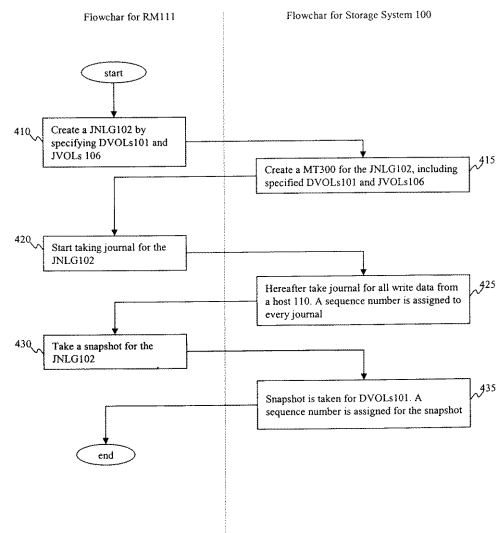 Flowchar for RM111
Flowchar for Storage System 100
start
410
Create a JNLG102 by
specifying DVOLs101 and
JVOLs 106
415
Create a MT300 for the JNLG102, including
specified DVOLs101 and JVOLs106
420
Start taking journal for the
JNLG102
425
Hereafter take journal for all write data from
a host 110. A sequence number is assigned to
every journal
430
Take a snapshot for the
JNLG102
435
Snapshot is taken for DVOLs101. A
sequence number is assigned for the snapshot
end